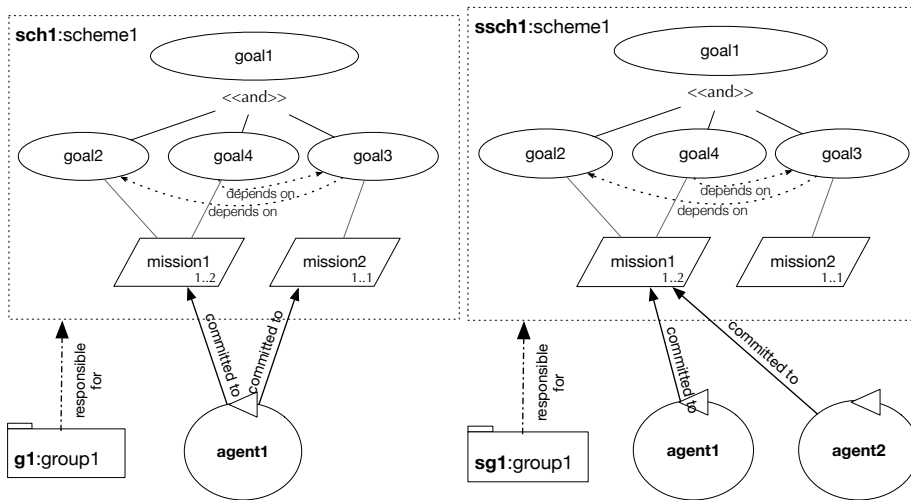 sch1:scheme1
goal1
<<and>>
goal2
goal4
goal3
depends on
depends on
mission1
1..2
mission2
1..1
committed to
committed to
responsible
for
g1:group1
agent1
ssch1:scheme1
goal1
<<and>>
goal2
goal4
goal3
depends on
depends on
mission1
1..2
mission2
1..1
committed to
committed to
responsible
for
sg1:group1
agent1
agent2